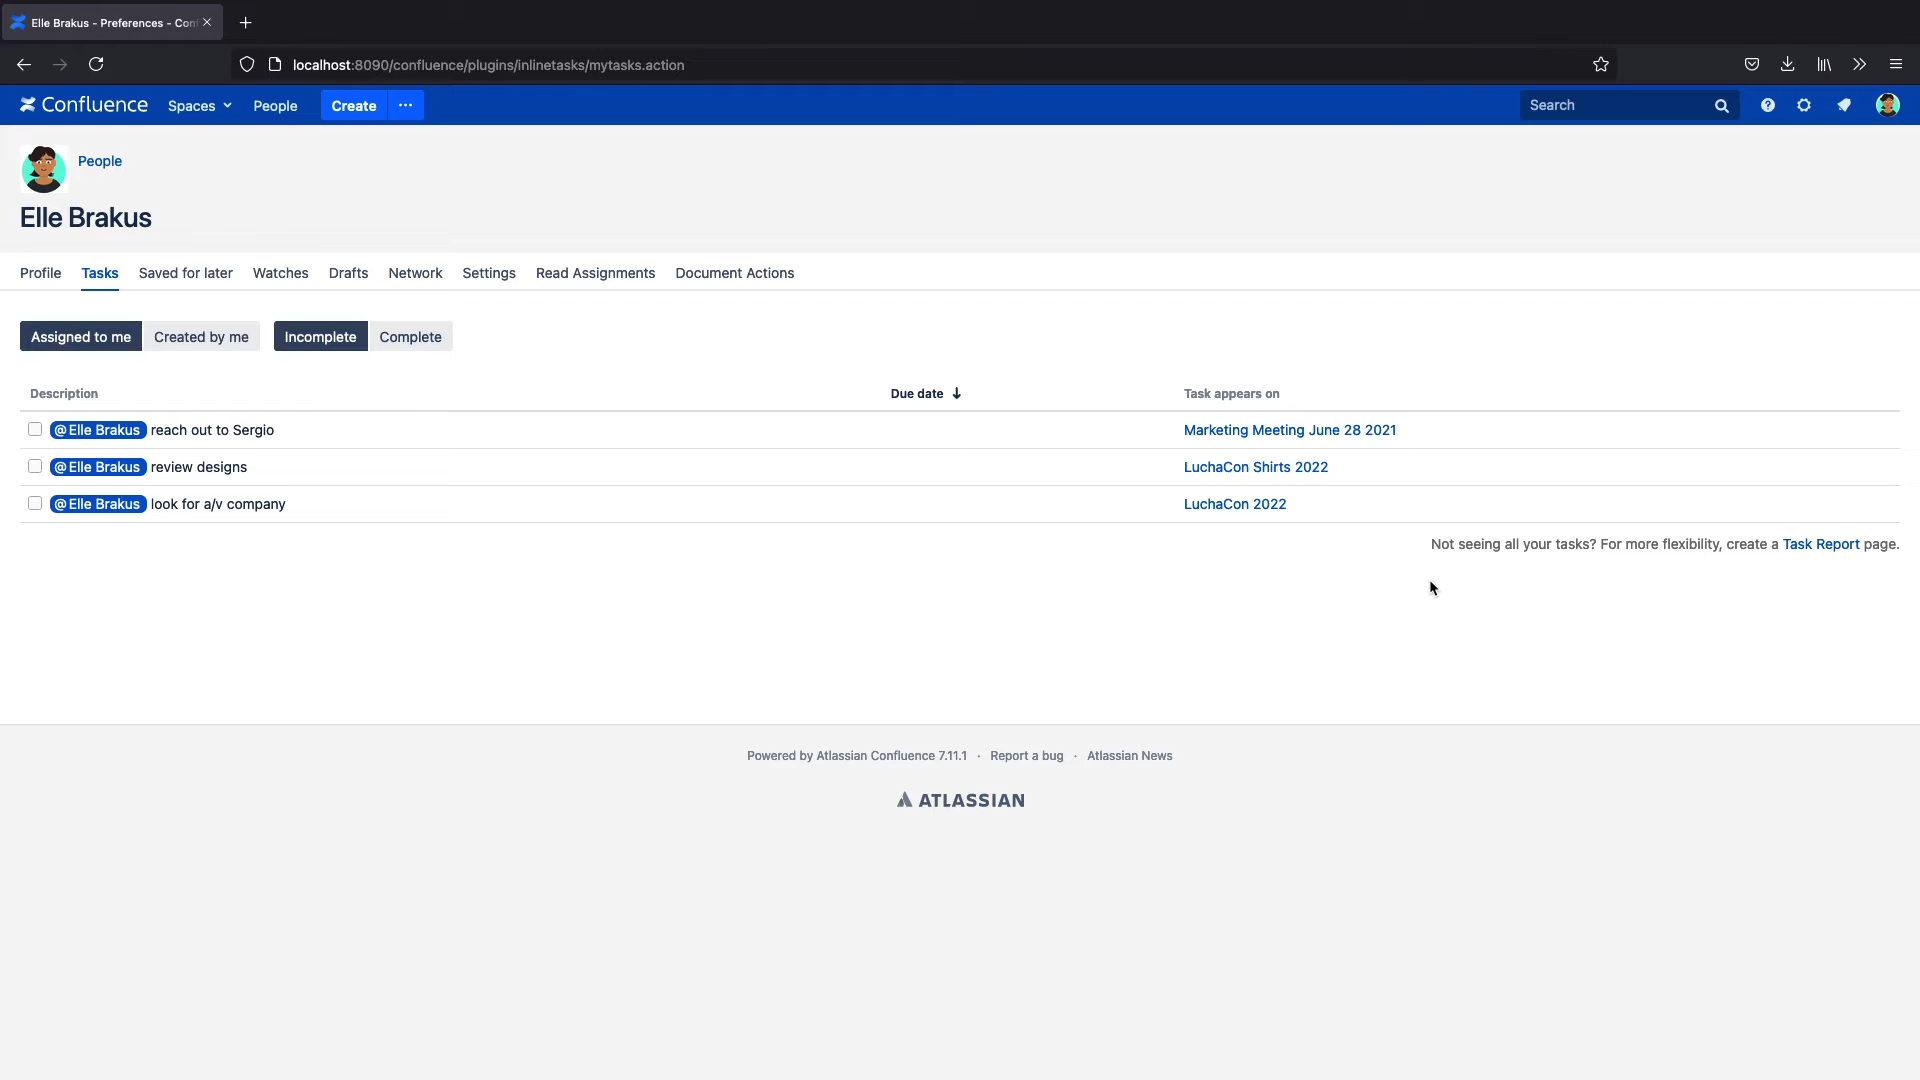 Elle Brakus - Preferences - Con
localhost:8090/confluence/plugins/inlinetasks/mytasks.action
Confluence Spaces People Create ... Search
People
Elle Brakus
Profile Tasks Saved for later Watches Drafts Network Settings Read Assignments Document Actions
Assigned to me Created by me Incomplete Complete
Description Due date Task appears on
@Elle Brakus reach out to Sergio Marketing Meeting June 28 2021
@Elle Brakus review designs LuchaCon Shirts 2022
@Elle Brakus look for a/v company LuchaCon 2022
Not seeing all your tasks? For more flexibility, create a Task Report page.
Powered by Atlassian Confluence 7.11.1 · Report a bug · Atlassian News
ATLASSIAN